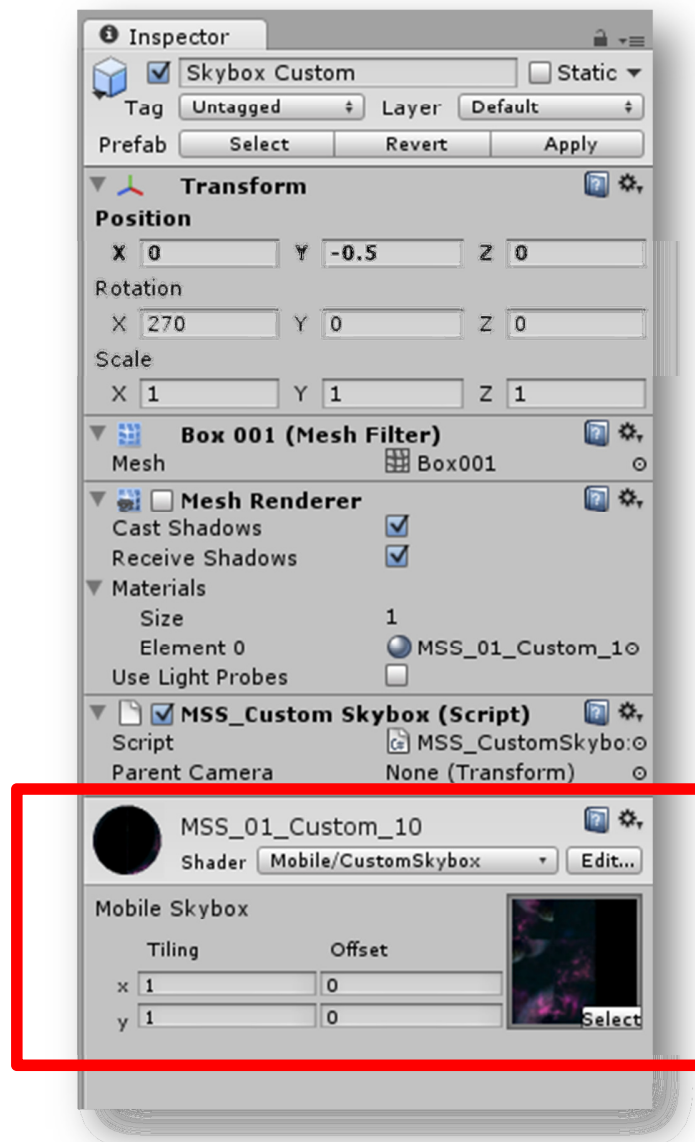 Inspector
Skybox Custom Static
Tag Untagged Layer Default
Prefab Select Revert Apply
Transform
Position
X 0 Y -0.5 Z 0
Rotation
X 270 Y 0 Z 0
Scale
X 1 Y 1 Z 1
Box 001 (Mesh Filter)
Mesh Box001
Mesh Renderer
Cast Shadows
Receive Shadows
Materials
Size 1
Element 0 MSS_01_Custom_1
Use Light Probes
MSS_Custom Skybox (Script)
Script MSS_CustomSkybo
Parent Camera None (Transform)
MSS_01_Custom_10
Shader Mobile/CustomSkybox Edit...
Mobile Skybox
Tiling Offset
x 1 0
y 1 0
Select